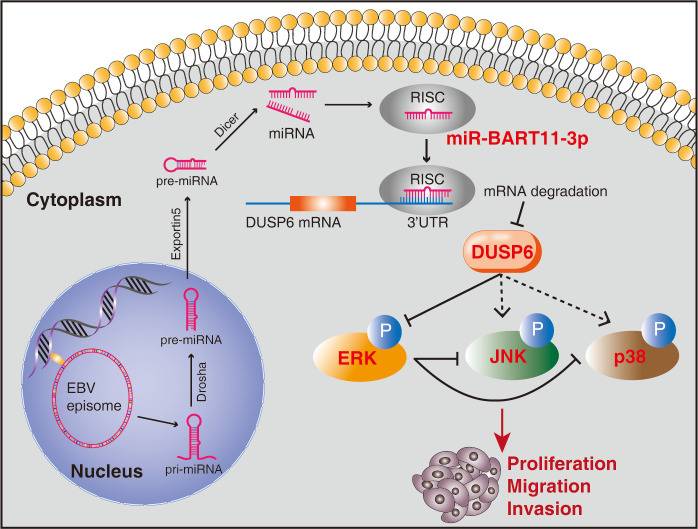 Dicer
miRNA
RISC
miR-BART11-3p
pre-miRNA
Cytoplasm
Exportin5
RISC
mRNA degradation
DUSP6 mRNA
3'UTR
DUSP6
P
P
P
ERK
JNK
p38
pre-miRNA
Drosha
EBV
episome
pri-miRNA
Nucleus
Proliferation
Migration
Invasion